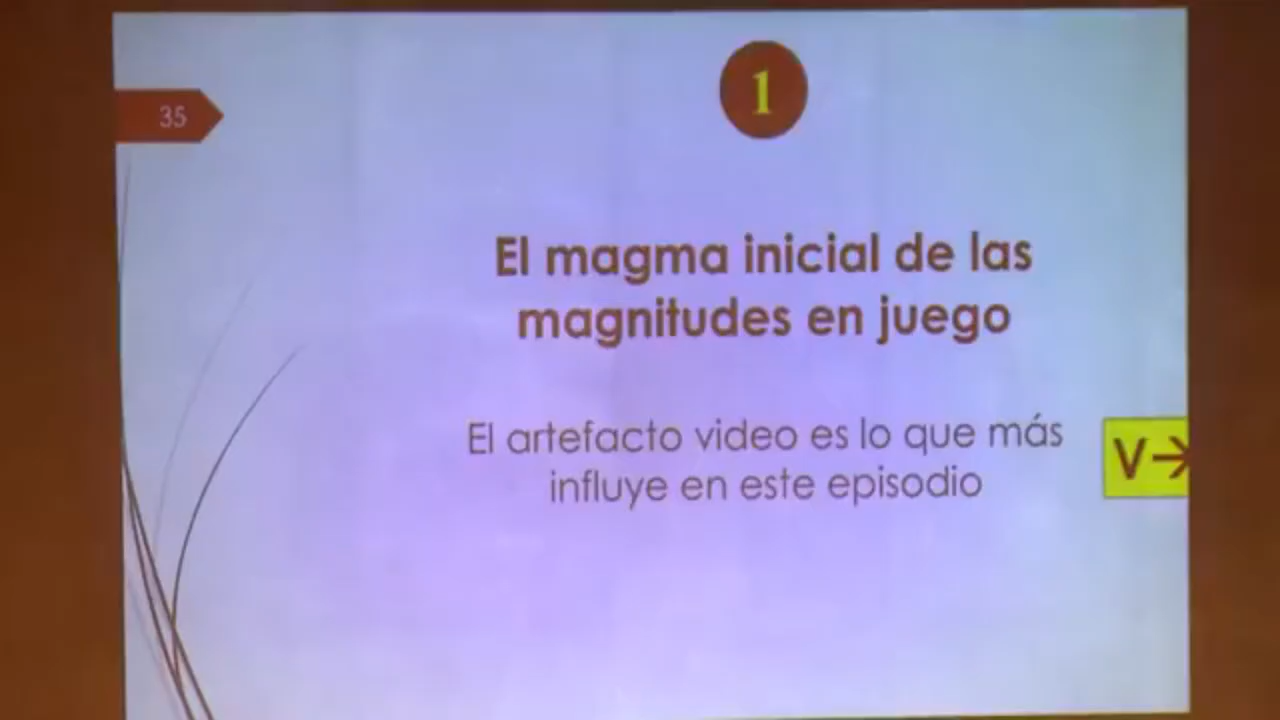 1
35
El magma inicial de las
magnitudes en juego
El artefacto video es lo que más
influye en este episodio
V→